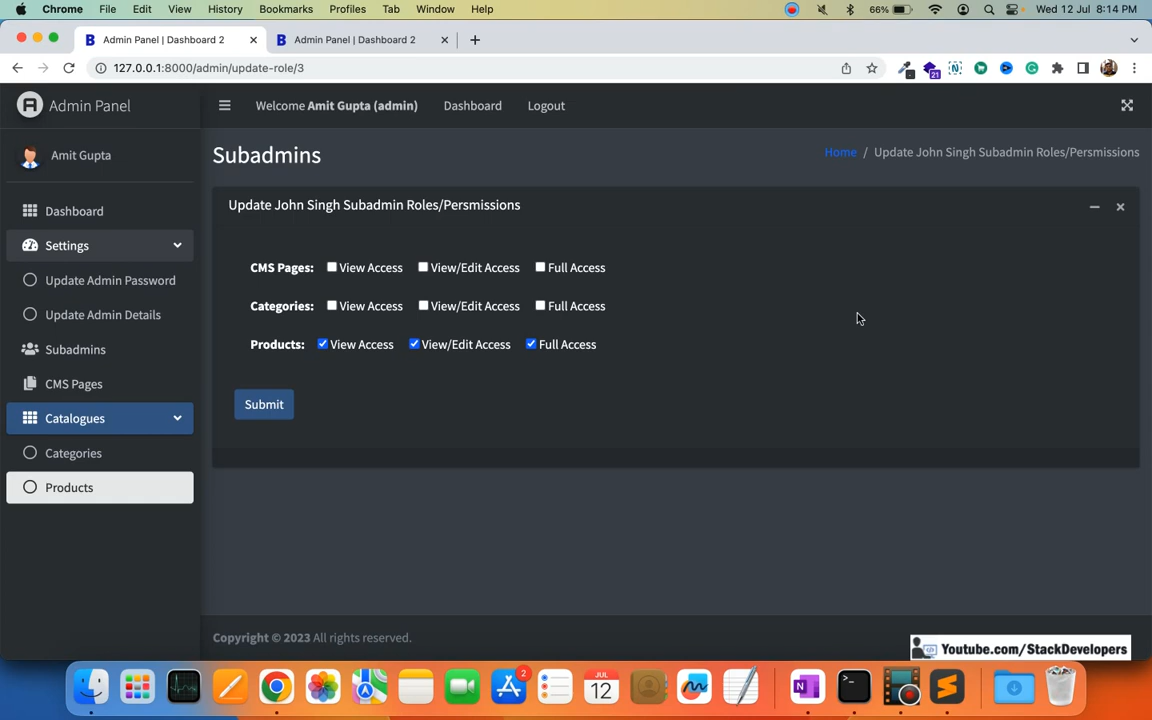 Chrome File Edit View History Bookmarks Profiles Tab Window Help 66% Wed 12 Jul 8:14 PM
B Admin Panel | Dashboard 2 B Admin Panel | Dashboard 2
127.0.0.1:8000/admin/update-role/3 21
A Admin Panel Welcome Amit Gupta (admin) Dashboard Logout
Amit Gupta
Subadmins
Home / Update John Singh Subadmin Roles/Persmissions
Update John Singh Subadmin Roles/Persmissions
Dashboard
Settings
Update Admin Password
Update Admin Details
Subadmins
CMS Pages
Catalogues
Categories
Products
CMS Pages: View Access View/Edit Access Full Access
Categories: View Access View/Edit Access Full Access
Products: View Access View/Edit Access Full Access
Submit
Copyright © 2023 All rights reserved.
Youtube.com/StackDevelopers
2
JUL
12
N